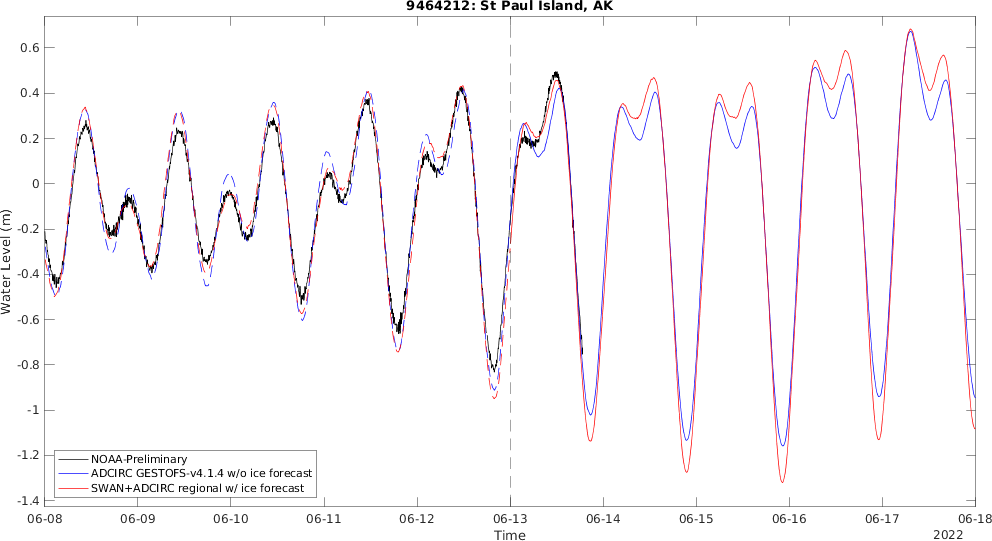 9464212: St Paul Island, AK
0.6
0.4
0.2
0
-0.2
-0.4
-0.6
-0.8
-1
-1.2
-1.4
Water Level (m)
NOAA-Preliminary
ADCIRC GESTOFS-v4.1.4 w/o ice forecast
SWAN+ADCIRC regional w/ ice forecast
06-08 06-09 06-10 06-11 06-12 06-13 06-14 06-15 06-16 06-17 06-18
Time 2022